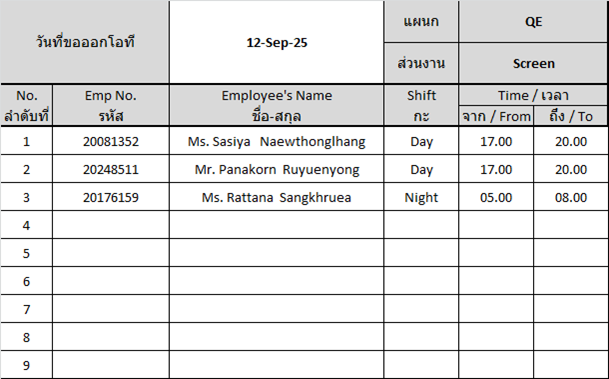 วันที่ขอออกโอที 12-Sep-25 แผนก QE
ส่วนงาน Screen
No. Emp No. Employee's Name Shift Time / เวลา
ลำดับที่ รหัส ชื่อ-สกุล กะ จาก / From ถึง / To
1 20081352 Ms. Sasiya Naewthonglhang Day 17.00 20.00
2 20248511 Mr. Panakorn Ruyuenyong Day 17.00 20.00
3 20176159 Ms. Rattana Sangkhruea Night 05.00 08.00
4
5
6
7
8
9